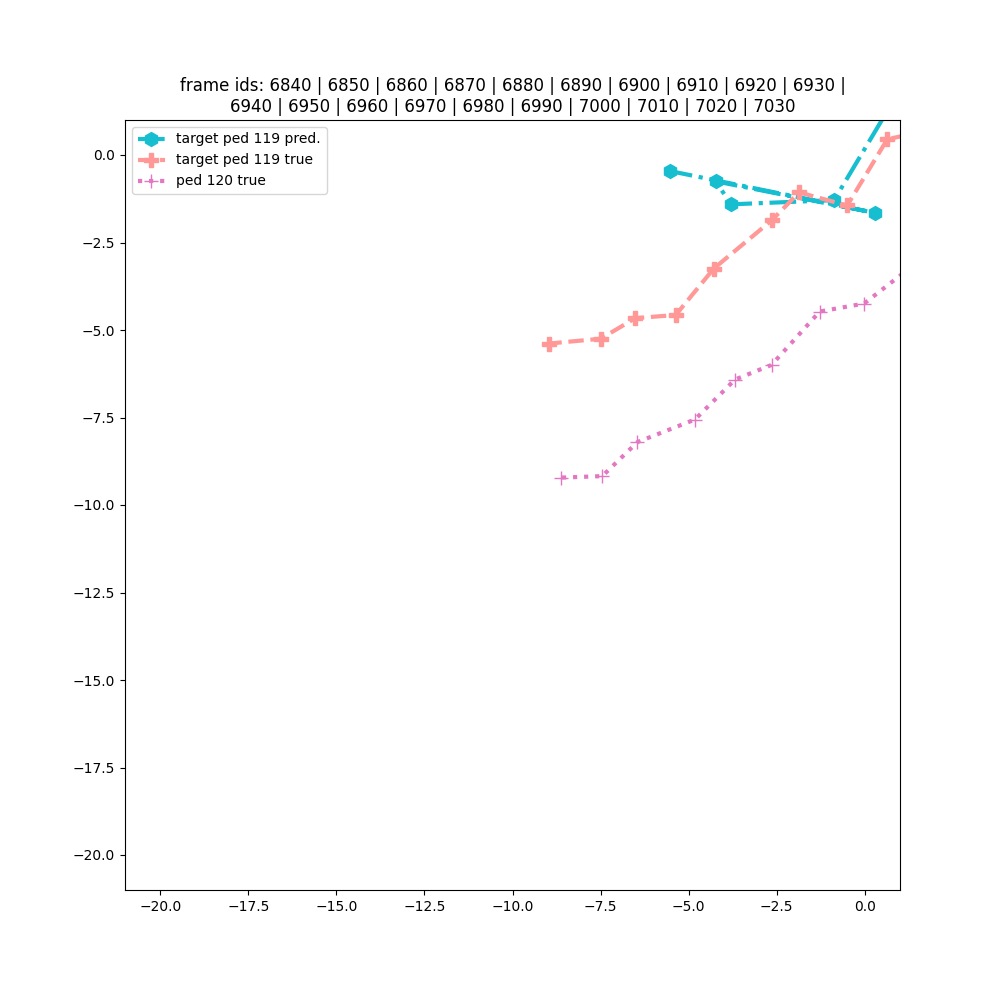 frame ids: 6840 | 6850 | 6860 | 6870 | 6880 | 6890 | 6900 | 6910 | 6920 | 6930 |
6940 | 6950 | 6960 | 6970 | 6980 | 6990 | 7000 | 7010 | 7020 | 7030
target ped 119 pred.
target ped 119 true
ped 120 true
0.0
−2.5
−5.0
−7.5
−10.0
−12.5
−15.0
−17.5
−20.0
−20.0 −17.5 −15.0 −12.5 −10.0 −7.5 −5.0 −2.5 0.0